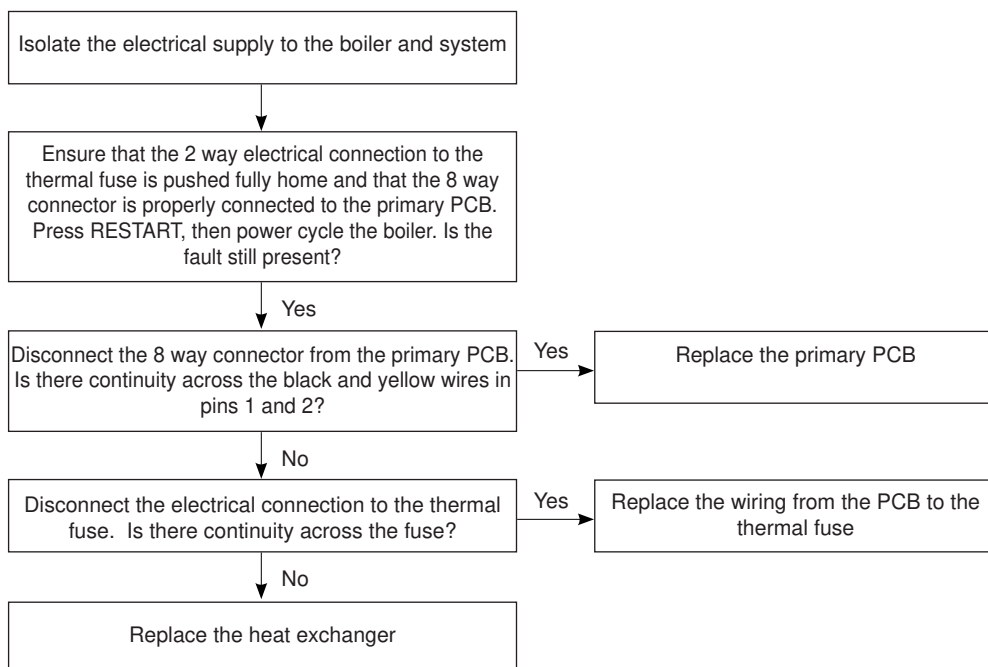 Isolate the electrical supply to the boiler and system
Ensure that the 2 way electrical connection to the
thermal fuse is pushed fully home and that the 8 way
connector is properly connected to the primary PCB.
Press RESTART, then power cycle the boiler. Is the
fault still present?
Yes
Disconnect the 8 way connector from the primary PCB.
Is there continuity across the black and yellow wires in
pins 1 and 2?
Yes
Replace the primary PCB
No
Disconnect the electrical connection to the thermal
fuse.  Is there continuity across the fuse?
Yes
Replace the wiring from the PCB to the
thermal fuse
No
Replace the heat exchanger